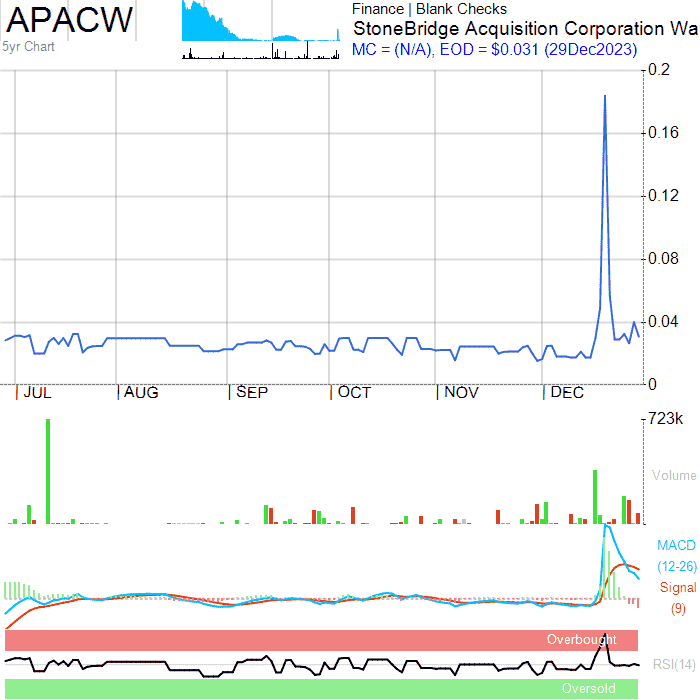 APACW
5yr Chart
Finance | Blank Checks
StoneBridge Acquisition Corporation Wa
MC = (N/A), EOD = $0.031 (29Dec2023)
0.2
0.16
0.12
0.08
0.04
0
JUL AUG SEP OCT NOV DEC
723k
Volume
MACD
(12-26)
Signal
(9)
Overbought
RSI(14)
Oversold